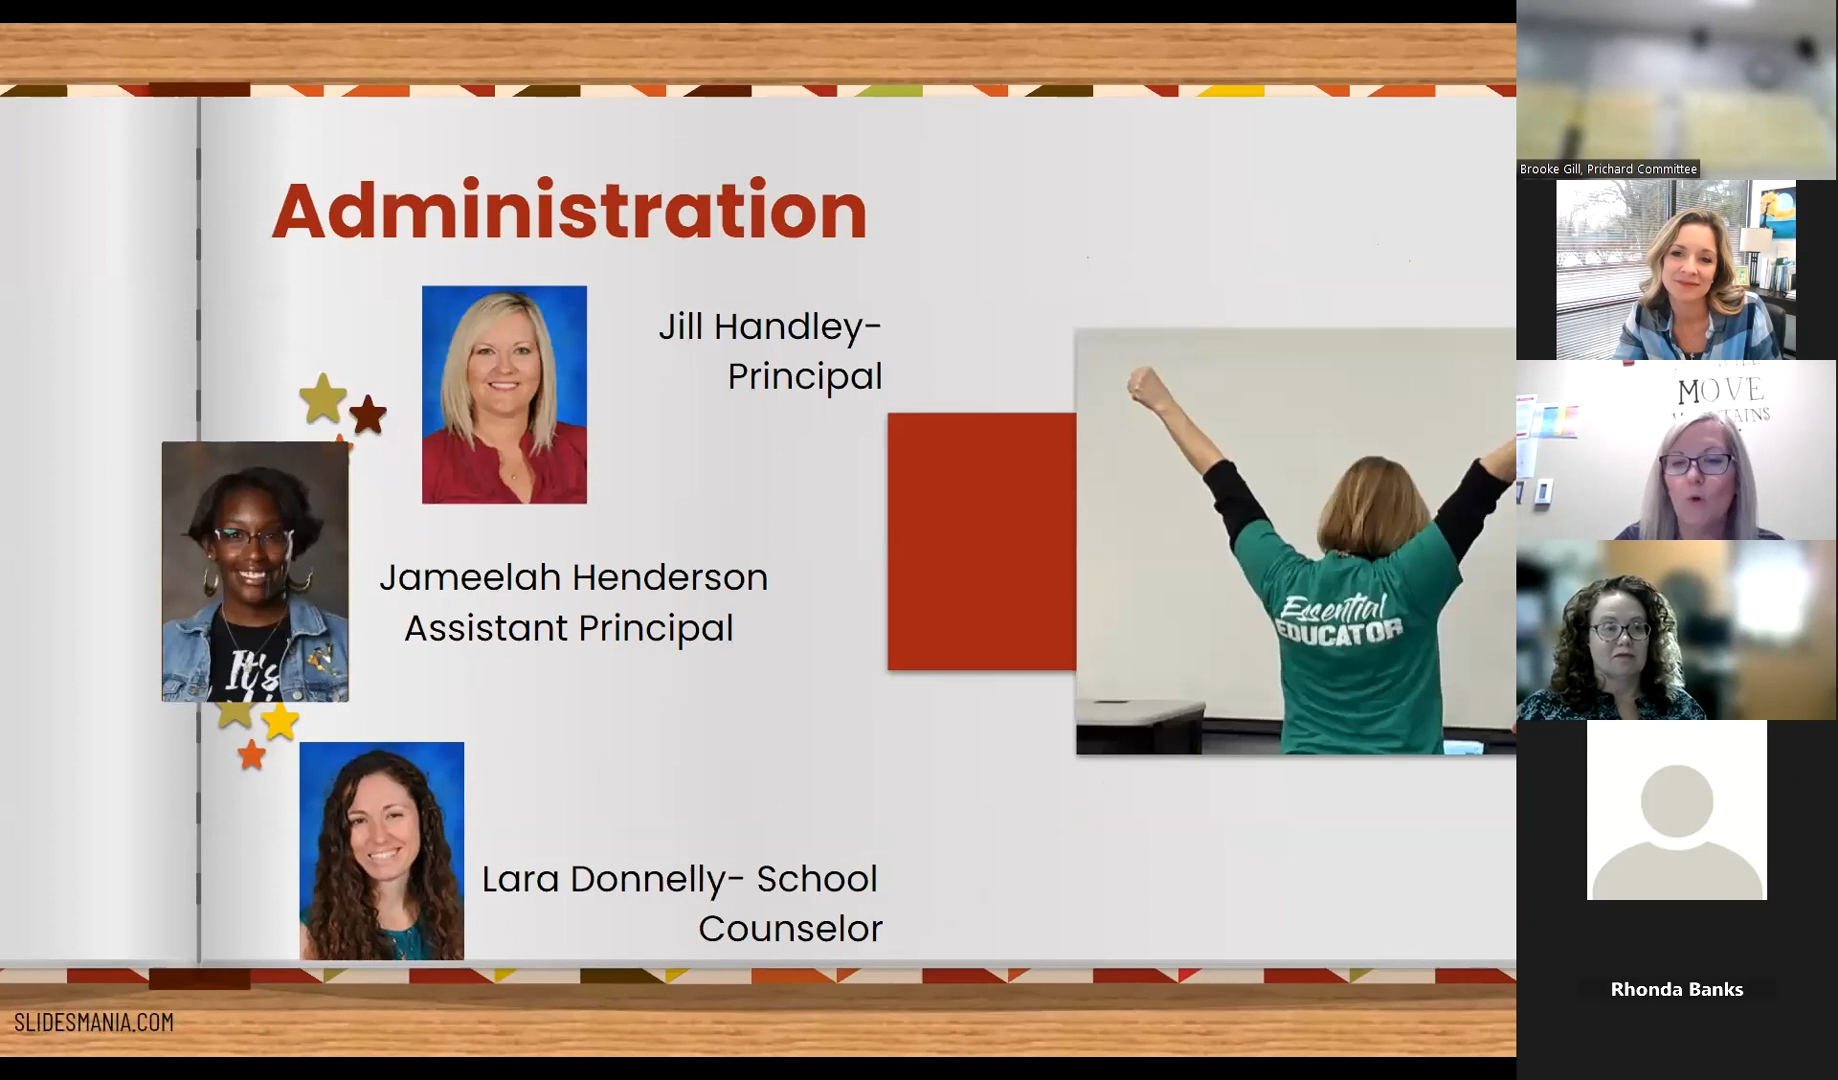 Administration
Jill Handley-
Principal
Jameelah Henderson
Assistant Principal
It's
Lara Donnelly- School
Counselor
Essential
EDUCATOR
SLIDESMANIA.COM
Brooke Gill, Prichard Committee
MOVE
MOUNTAINS
Rhonda Banks